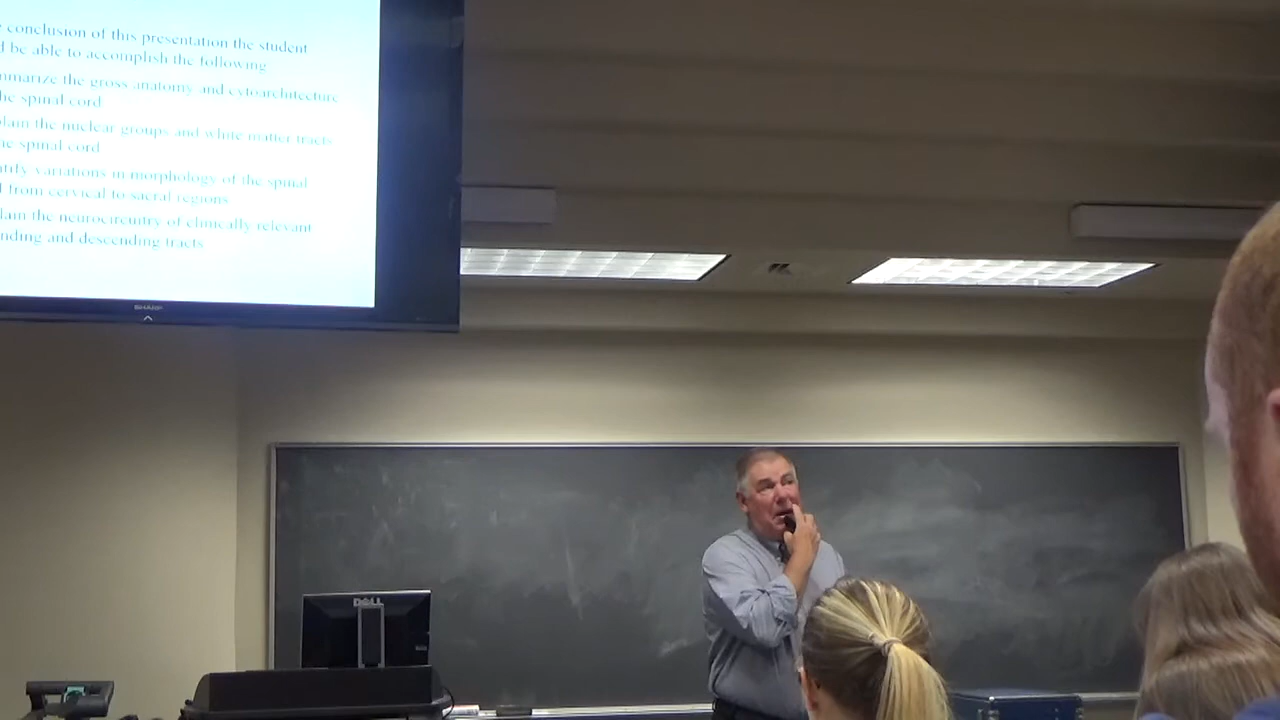 conclusion of this presentation the student
d be able to accomplish the following
mmarize the gross anatomy and cytoarchitecture
he spinal cord
plain the nuclear groups and white matter tracts
he spinal cord
ntify variations in morphology of the spinal
d from cervical to sacral regions
lain the neurocircuitry of clinically relevant
nding and descending tracts
SHARP
DELL